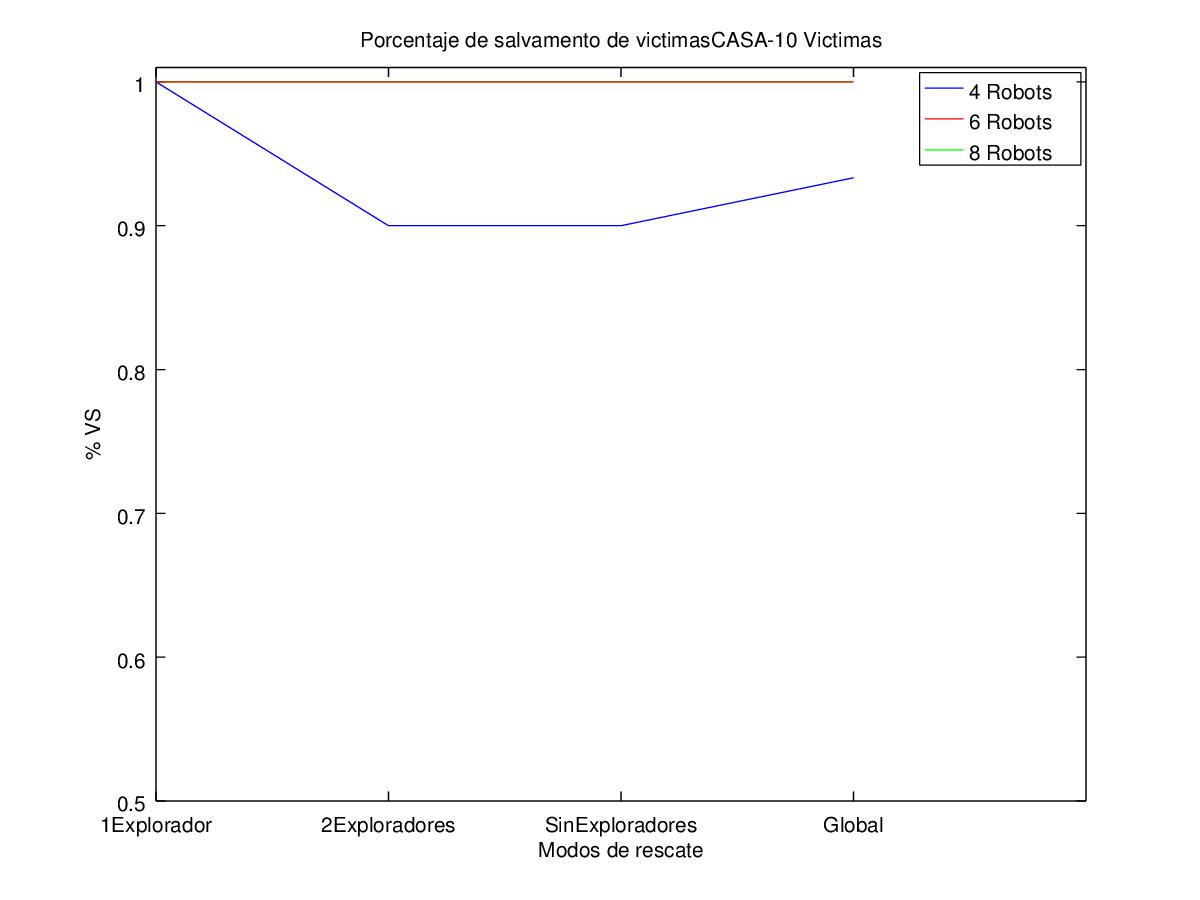 Porcentaje de salvamento de victimasCASA-10 Victimas
1
0.9
0.8
0.7
0.6
0.5
% VS
4 Robots
6 Robots
8 Robots
1Explorador
2Exploradores
SinExploradores
Global
Modos de rescate